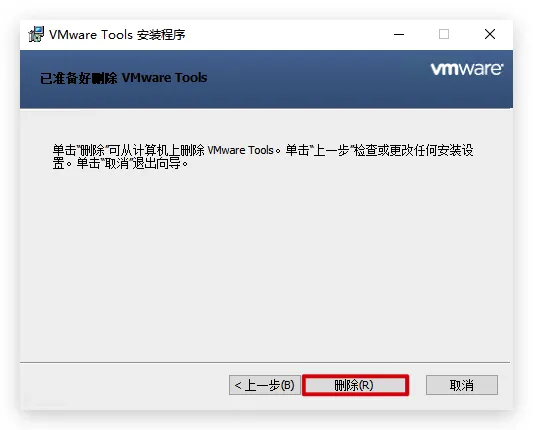 VMware Tools 安装程序
已准备好删除 VMware Tools
vmware®
单击“删除”可从计算机上删除 VMware Tools。单击“上一步”检查或更改任何安装设
置。单击“取消”退出向导。
< 上一步(B)
删除(R)
取消